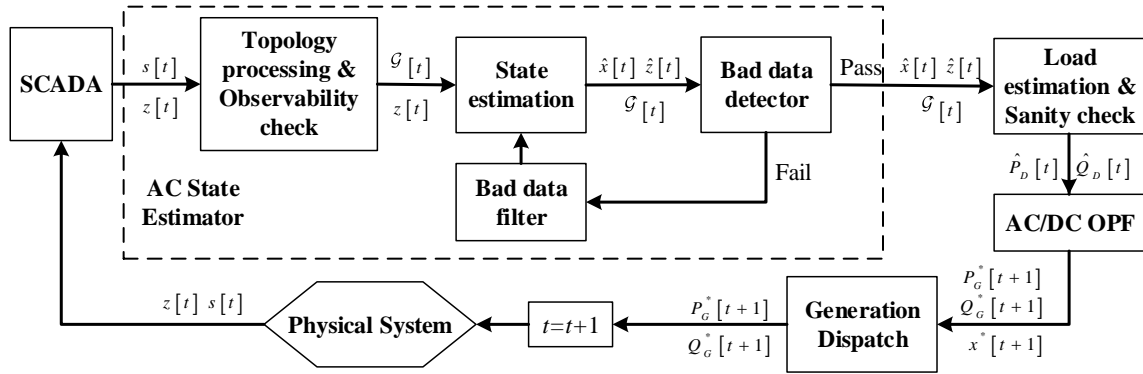 SCADA
s[t]
z[t]
Topology
processing &
Observability
check
𝒢[t]
z[t]
State
estimation
x̂[t] ẑ[t]
𝒢[t]
Bad data
detector
Pass
x̂[t] ẑ[t]
𝒢[t]
Load
estimation &
Sanity check
Fail
Bad data
filter
AC State
Estimator
P̂_D[t] Q̂_D[t]
AC/DC OPF
P_G^*[t+1]
Q_G^*[t+1]
x^*[t+1]
Generation
Dispatch
P_G^*[t+1]
Q_G^*[t+1]
t=t+1
Physical System
z[t] s[t]